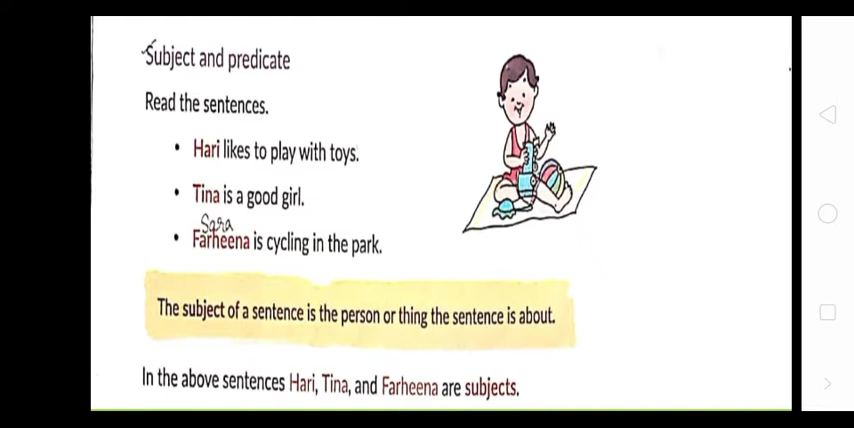 Subject and predicate
Read the sentences.
• Hari likes to play with toys.
• Tina is a good girl.
Sara
• Farheena is cycling in the park.
The subject of a sentence is the person or thing the sentence is about.
In the above sentences Hari, Tina, and Farheena are subjects.